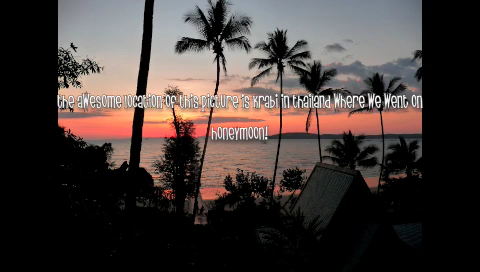 the awesome location of this picture is krabi in thailand where we went on
honeymoon!